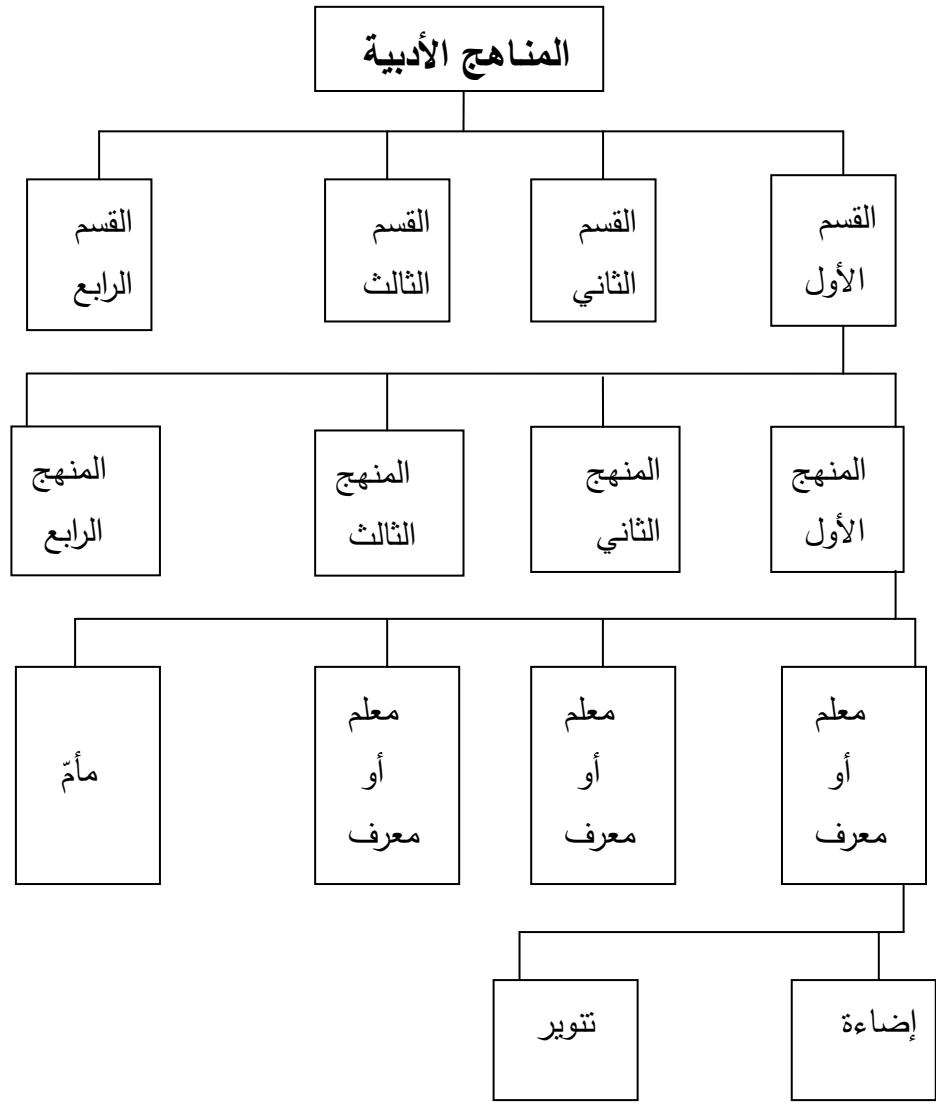 المناهج الأدبية
القسم
الأول
القسم
الثاني
القسم
الثالث
القسم
الرابع
المنهج
الأول
المنهج
الثاني
المنهج
الثالث
المنهج
الرابع
معلم
أو
معرف
معلم
أو
معرف
معلم
أو
معرف
مأمّ
إضاءة
تنوير